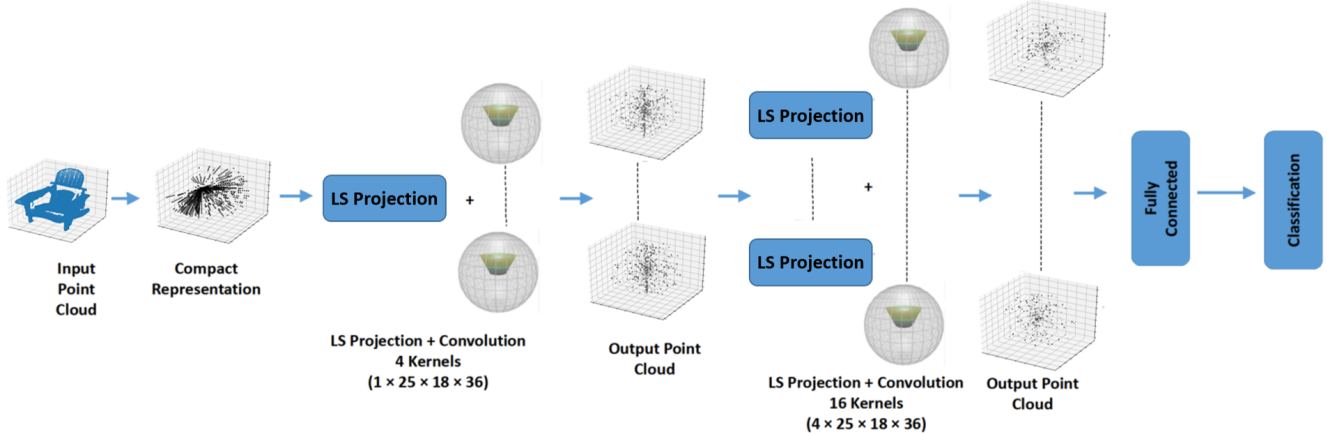 Input
Point
Cloud
Compact
Representation
LS Projection
+
LS Projection + Convolution
4 Kernels
(1 × 25 × 18 × 36)
Output Point
Cloud
LS Projection
LS Projection
+
LS Projection + Convolution
16 Kernels
(4 × 25 × 18 × 36)
Output Point
Cloud
Fully
Connected
Classification